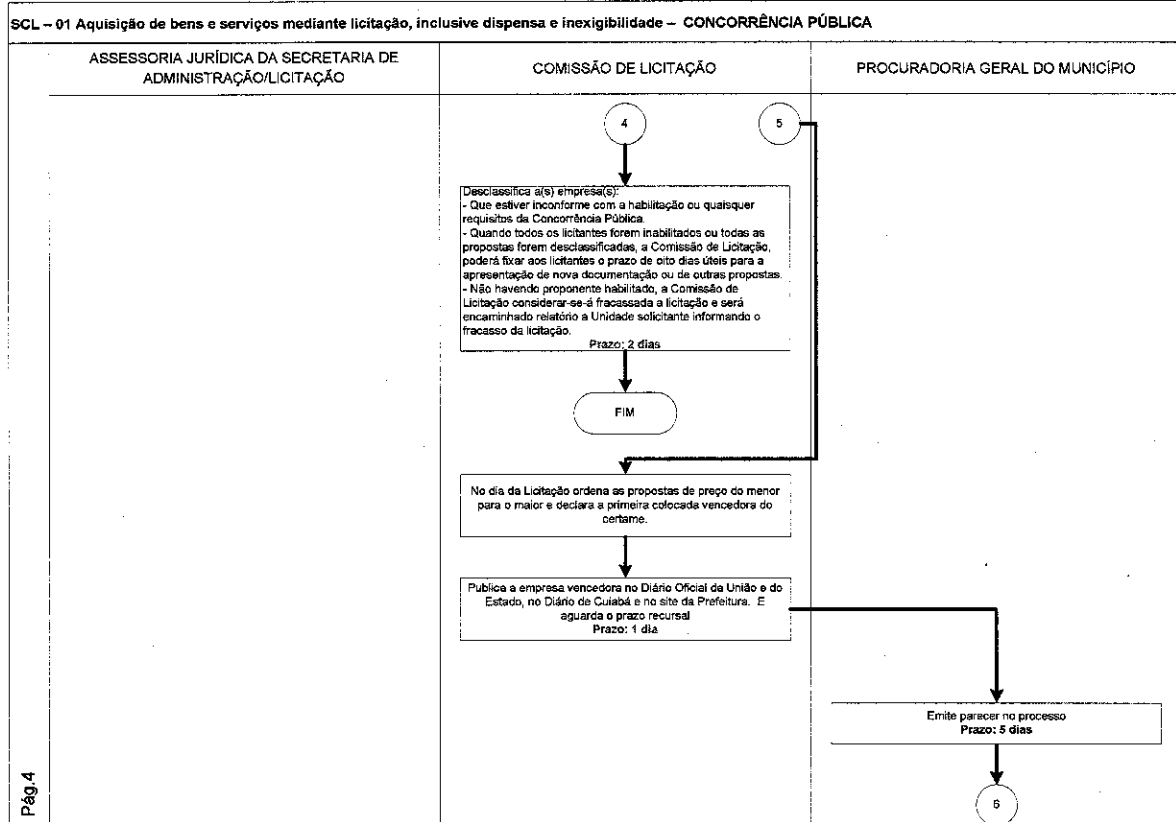 SCL – 01 Aquisição de bens e serviços mediante licitação, inclusive dispensa e inexigibilidade – CONCORRÊNCIA PÚBLICA
ASSESSORIA JURÍDICA DA SECRETARIA DE
ADMINISTRAÇÃO/LICITAÇÃO
COMISSÃO DE LICITAÇÃO
PROCURADORIA GERAL DO MUNICÍPIO
4
5
Desclassifica a(s) empresa(s):
- Que estiver inconforme com a habilitação ou quaisquer
requisitos da Concorrência Pública.
- Quando todos os licitantes forem inabilitados ou todas as
propostas forem desclassificadas, a Comissão de Licitação,
poderá fixar aos licitantes o prazo de oito dias úteis para a
apresentação de nova documentação ou de outras propostas.
- Não havendo proponente habilitado, a Comissão de
Licitação considerar-se-á fracassada a licitação e será
encaminhado relatório a Unidade solicitante informando o
fracasso da licitação.
Prazo: 2 dias
FIM
No dia da Licitação ordena as propostas de preço do menor
para o maior e declara a primeira colocada vencedora do
certame.
Publica a empresa vencedora no Diário Oficial da União e do
Estado, no Diário de Cuiabá e no site da Prefeitura. E
aguarda o prazo recursal
Prazo: 1 dia
Emite parecer no processo
Prazo: 5 dias
6
Pág.4